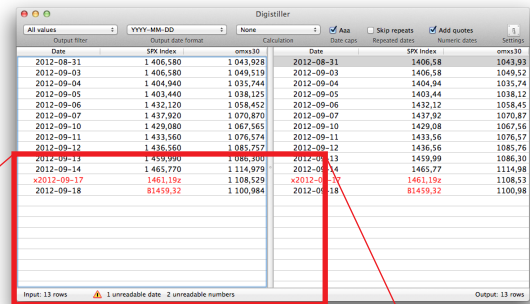 Digistiller
All values YYYY-MM-DD None Aaa Skip repeats Add quotes
Output filter Output date format Calculation Date caps Repeated dates Numeric dates Settings
Date SPX Index omxs30 Date SPX Index omxs30
2012-08-31 1 406,580 1 043,928 2012-08-31 1406,58 1043,93
2012-09-03 1 406,580 1 049,519 2012-09-03 1406,58 1049,52
2012-09-04 1 404,940 1 035,744 2012-09-04 1404,94 1035,74
2012-09-05 1 403,440 1 038,125 2012-09-05 1403,44 1038,12
2012-09-06 1 432,120 1 058,452 2012-09-06 1432,12 1058,45
2012-09-07 1 437,920 1 070,870 2012-09-07 1437,92 1070,87
2012-09-10 1 429,080 1 067,565 2012-09-10 1429,08 1067,56
2012-09-11 1 433,560 1 076,574 2012-09-11 1433,56 1076,57
2012-09-12 1 436,560 1 085,757 2012-09-12 1436,56 1085,76
2012-09-13 1 459,990 1 086,300 2012-09-13 1459,99 1086,30
2012-09-14 1 465,770 1 114,979 2012-09-14 1465,77 1114,98
x2012-09-17 1461,19z 1 108,529 x2012-09-17 1461,19z 1108,53
2012-09-18 B1459,32 1 100,984 2012-09-18 B1459,32 1100,98
Input: 13 rows 1 unreadable date 2 unreadable numbers Output: 13 rows